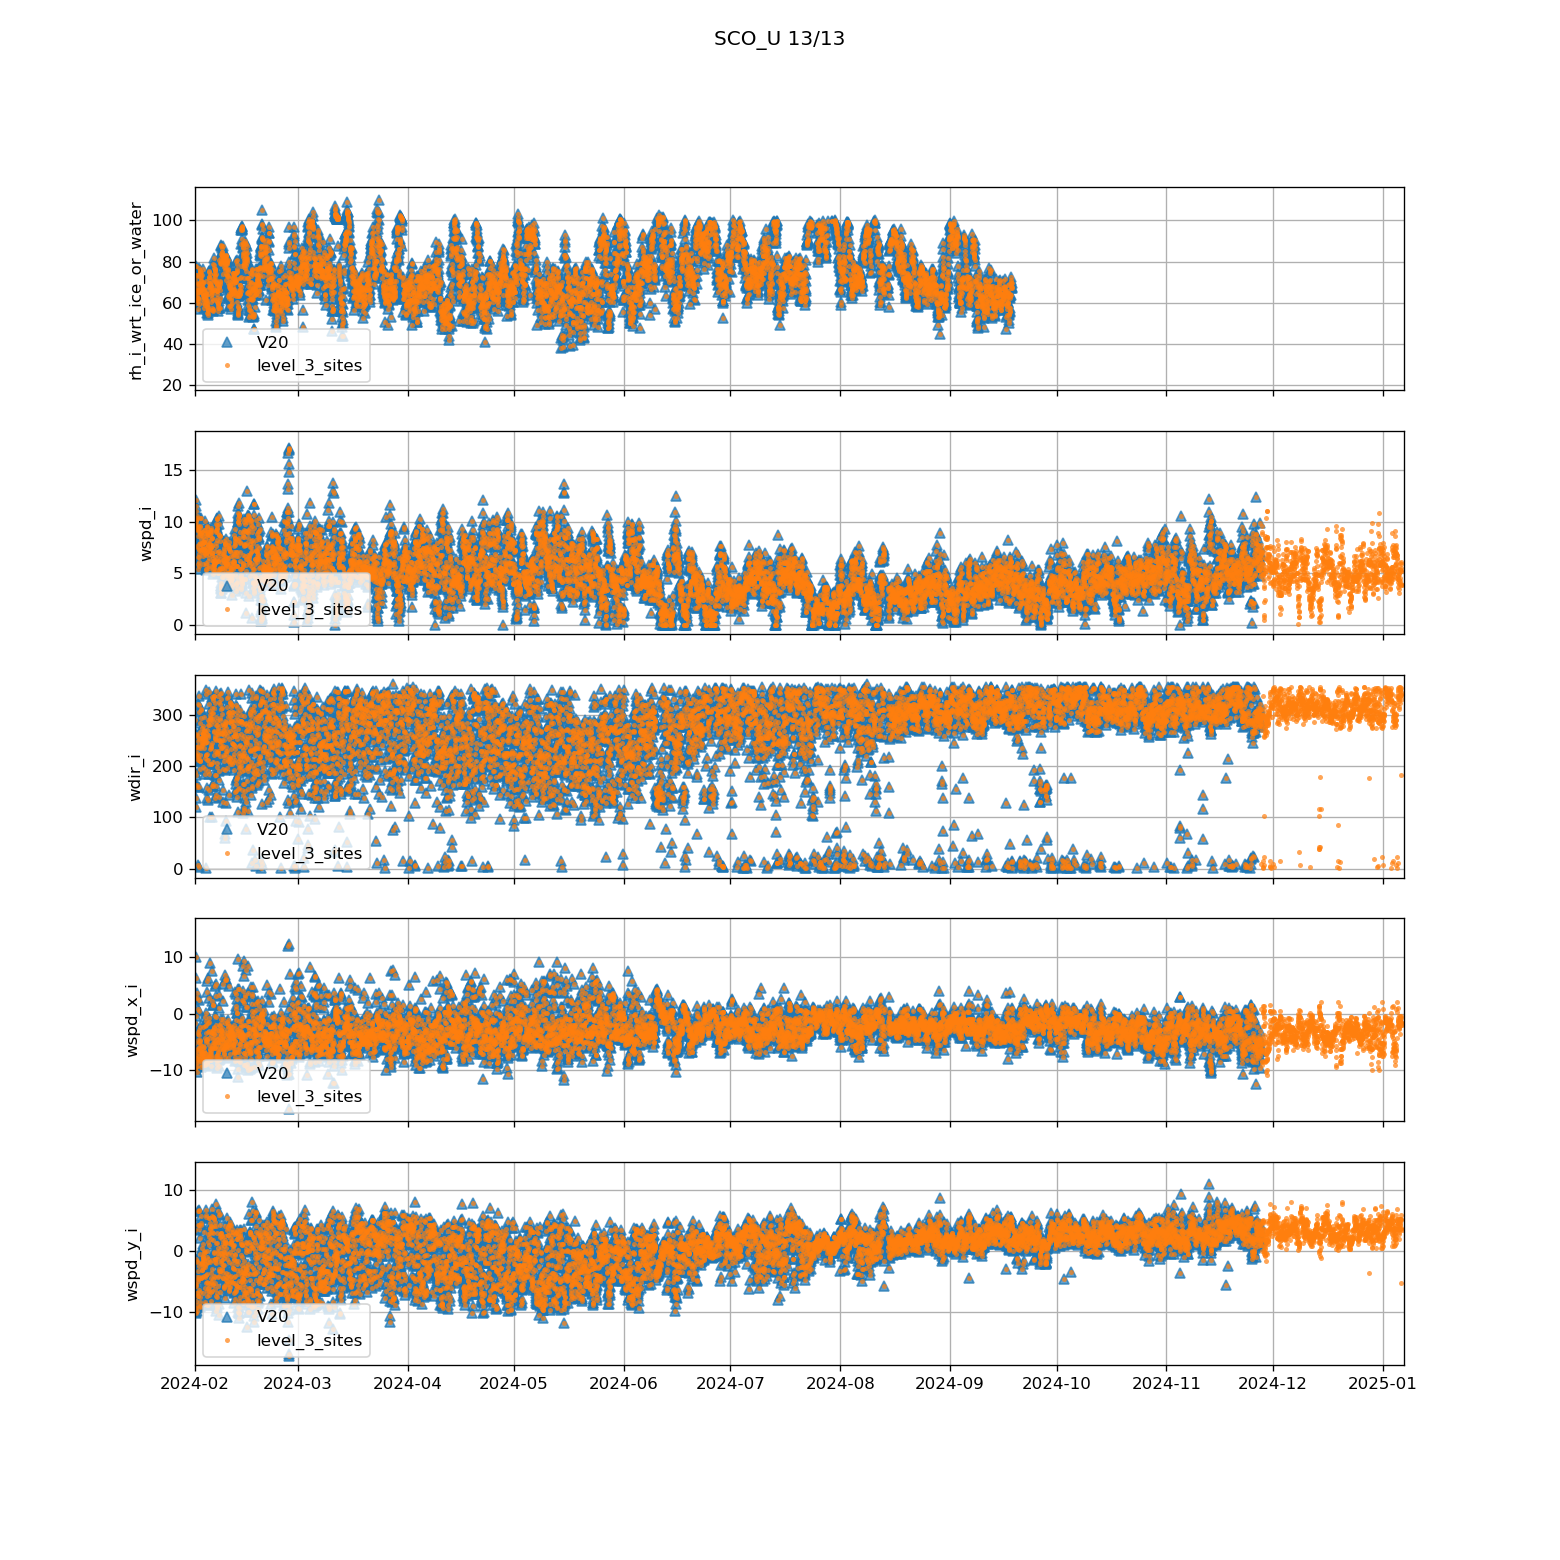 SCO_U 13/13
rh_i_wrt_ice_or_water
100
80
60
40
20
V20
level_3_sites
wspd_i
15
10
5
0
V20
level_3_sites
wdir_i
300
200
100
0
V20
level_3_sites
wspd_x_i
10
0
−10
V20
level_3_sites
wspd_y_i
10
0
−10
V20
level_3_sites
2024-02 2024-03 2024-04 2024-05 2024-06 2024-07 2024-08 2024-09 2024-10 2024-11 2024-12 2025-01